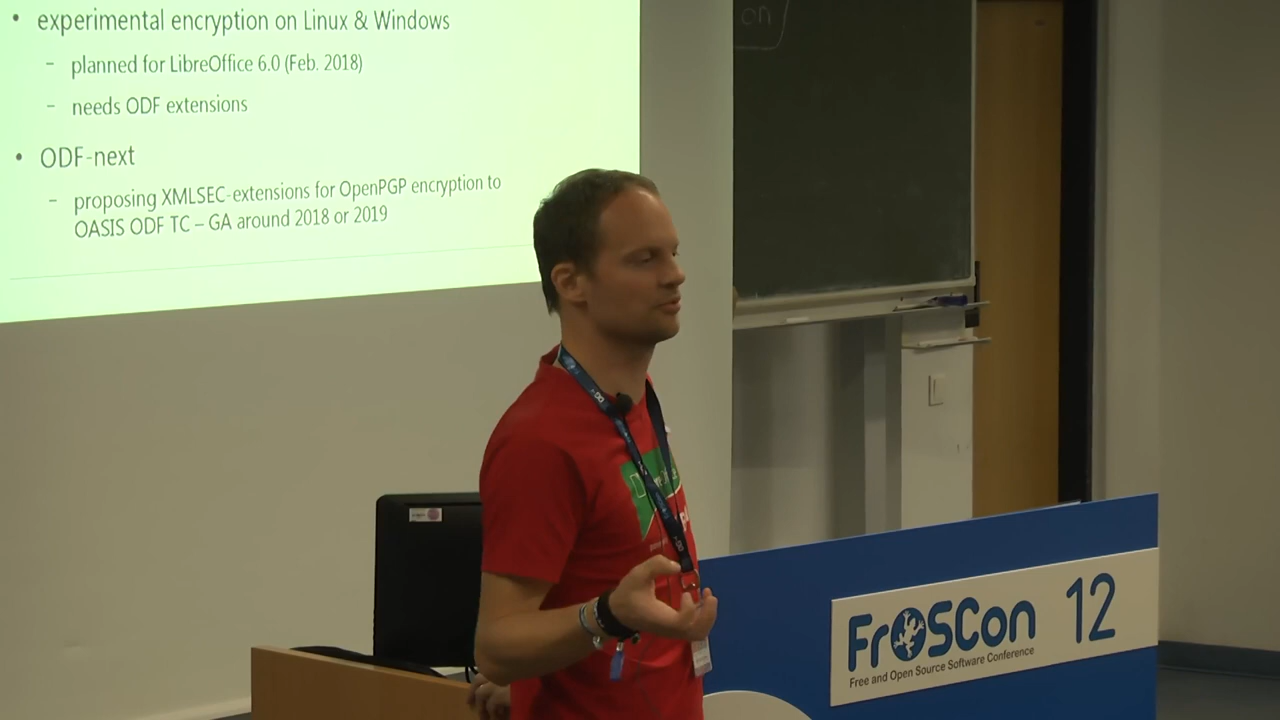 • experimental encryption on Linux & Windows
– planned for LibreOffice 6.0 (Feb. 2018)
– needs ODF extensions
• ODF-next
– proposing XMLSEC-extensions for OpenPGP encryption to
OASIS ODF TC – GA around 2018 or 2019
on
FrOSCon 12
Free and Open Source Software Conference